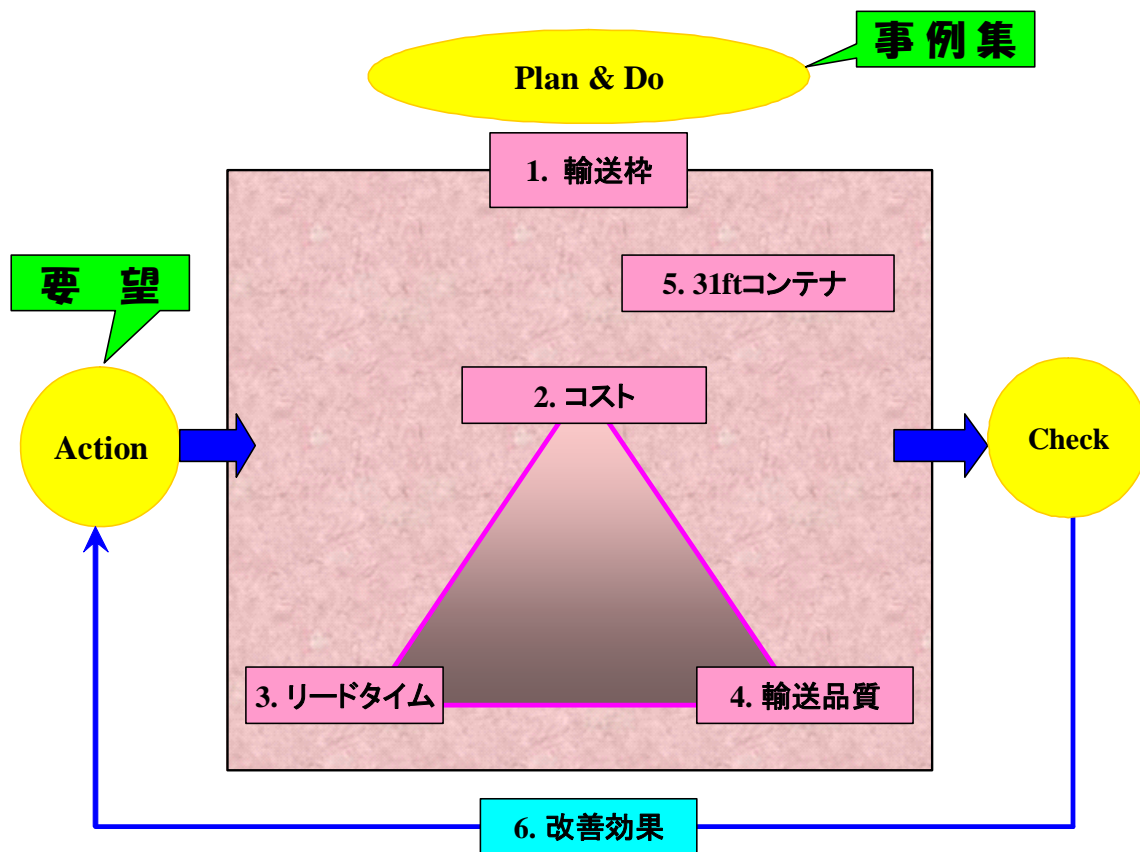 事例集
Plan & Do
1. 輸送枠
要 望
5. 31ftコンテナ
2. コスト
Action
Check
3. リードタイム
4. 輸送品質
6. 改善効果